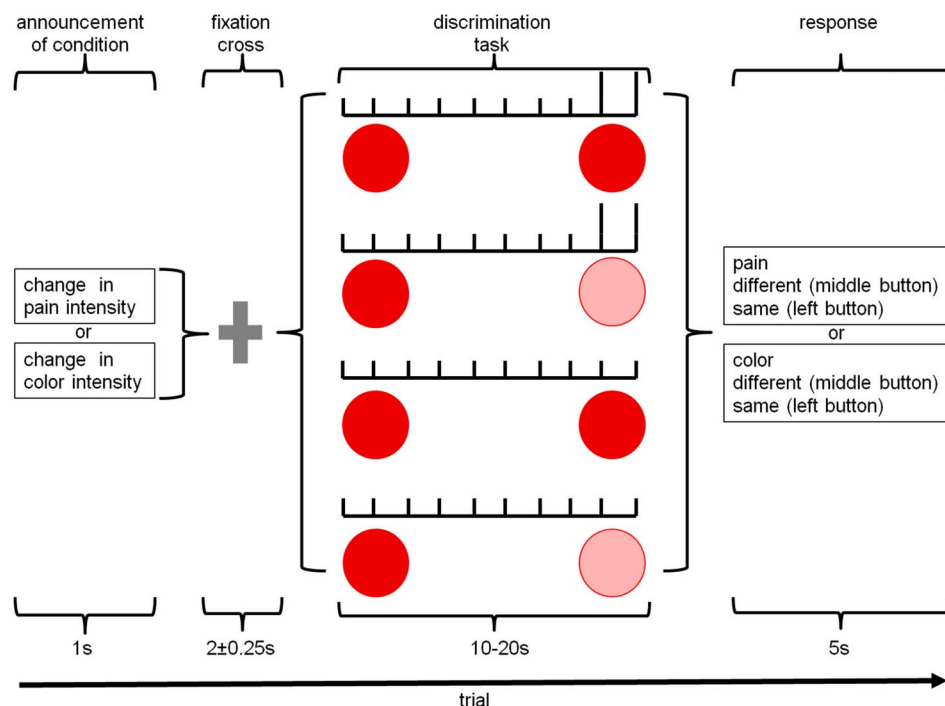 announcement
of condition
fixation
cross
discrimination
task
response
change in
pain intensity
or
change in
color intensity
pain
different (middle button)
same (left button)
or
color
different (middle button)
same (left button)
1s
2±0.25s
10-20s
5s
trial